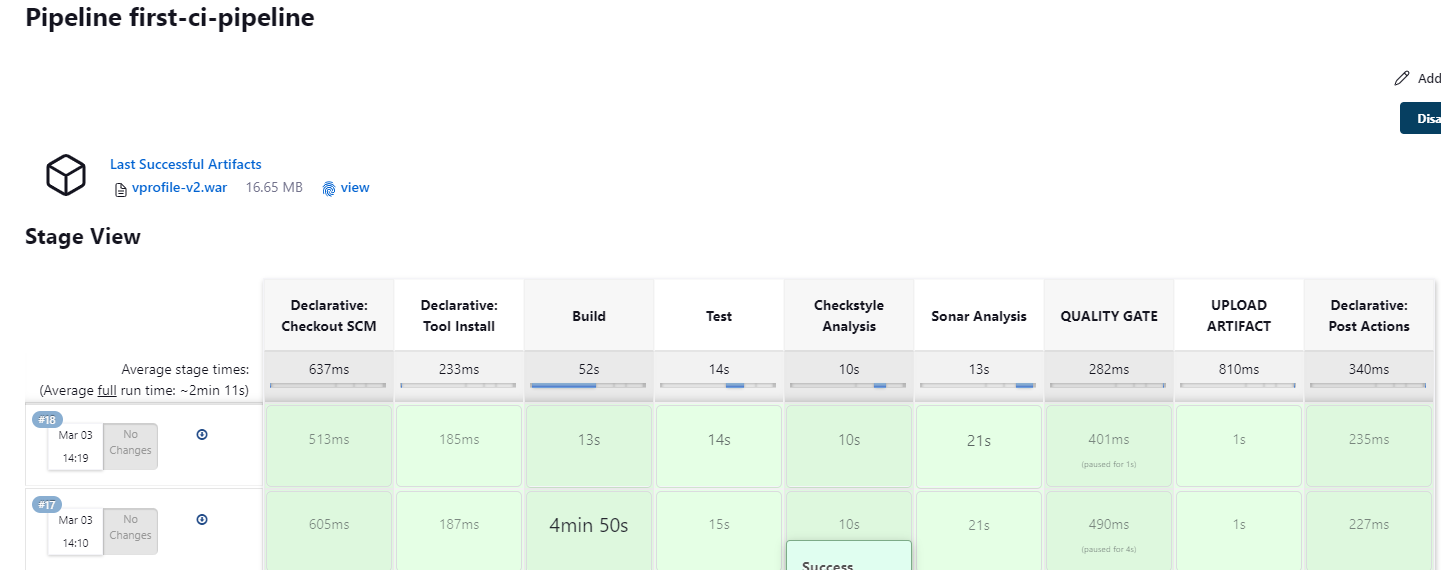 Pipeline first-ci-pipeline
Add
Disa
Last Successful Artifacts
vprofile-v2.war 16.65 MB view
Stage View
Declarative: Checkout SCM
Declarative: Tool Install
Build
Test
Checkstyle Analysis
Sonar Analysis
QUALITY GATE
UPLOAD ARTIFACT
Declarative: Post Actions
Average stage times:
(Average full run time: ~2min 11s)
637ms 233ms 52s 14s 10s 13s 282ms 810ms 340ms
#18
Mar 03
14:19
No
Changes
513ms 185ms 13s 14s 10s 21s 401ms 1s 235ms
(paused for 1s)
#17
Mar 03
14:10
No
Changes
605ms 187ms 4min 50s 15s 10s 21s 490ms 1s 227ms
(paused for 4s)
Success